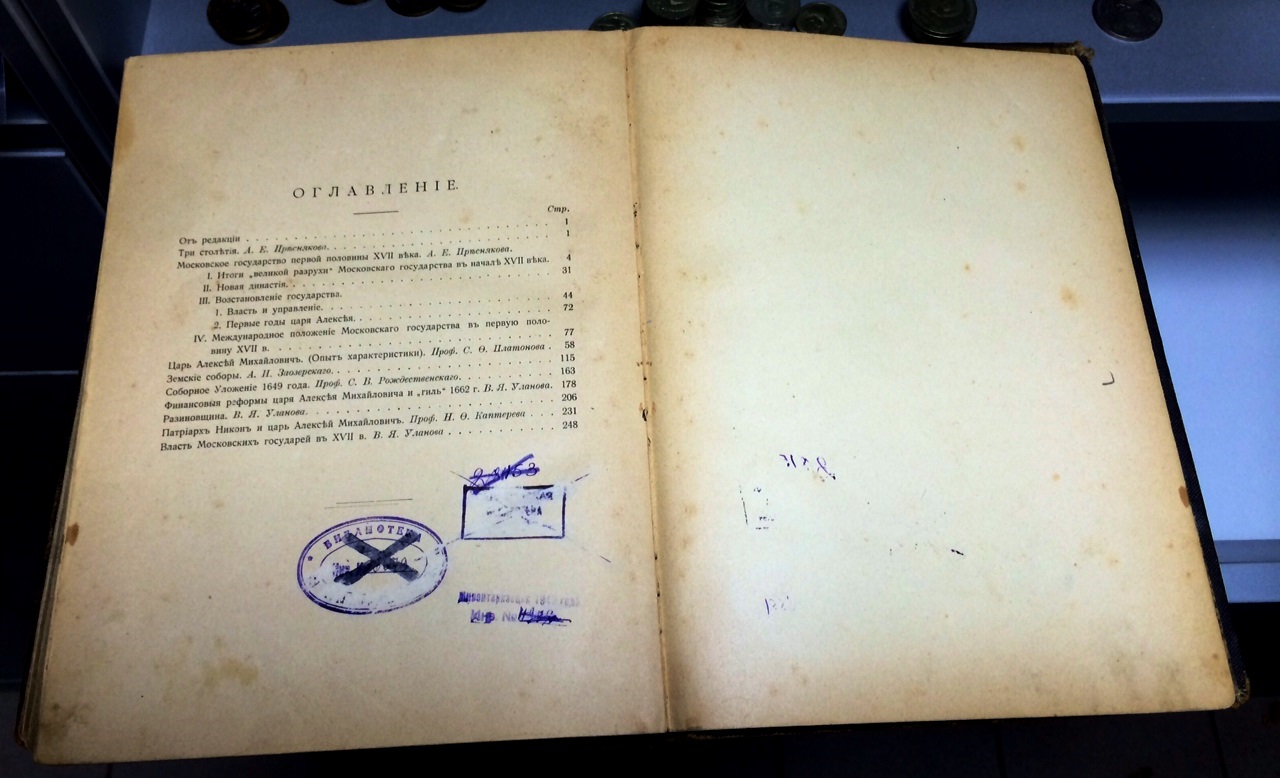 ОГЛАВЛЕНІЕ.
Стр.
Отъ редакціи . . . 1
Три столѣтія. А. Е. Прѣснякова. . . . 1
Московское государство первой половины XVII вѣка. А. Е. Прѣснякова.
I. Итоги „великой разрухи“ Московскаго государства въ началѣ XVII вѣка. 4
II. Новая династія. . . . 31
III. Возстановленіе государства.
1. Власть и управленіе. . . . 44
2. Первые годы царя Алексѣя. . . . 72
IV. Международное положеніе Московскаго государства въ первую поло-
вину XVII в. . . . 77
Царь Алексѣй Михайловичъ. (Опытъ характеристики). Проф. С. Ѳ. Платонова . 58
Земскіе соборы. А. И. Заозерскаго. . . . 115
Соборное Уложеніе 1649 года. Проф. С. В. Рождественскаго. . . . 163
Финансовыя реформы царя Алексѣя Михайловича и „гиль“ 1662 г. В. Я. Уланова. 178
Разиновщина. В. Я. Уланова. . . . 206
Патріархъ Никонъ и царь Алексѣй Михайловичъ. Проф. Н. Ѳ. Каптерева . . . 231
Власть Московскихъ государей въ XVII в. В. Я. Уланова . . . 248
БИБЛИОТЕКА
Инв. №